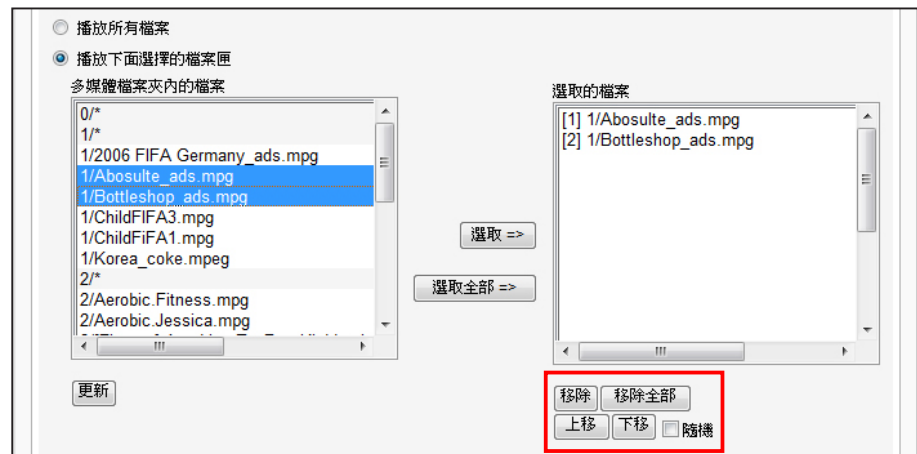 播放所有檔案
播放下面選擇的檔案匣
多媒體檔案夾內的檔案
0/*
1/*
1/2006 FIFA Germany_ads.mpg
1/Abosulte_ads.mpg
1/Bottleshop_ads.mpg
1/ChildFIFA3.mpg
1/ChildFiFA1.mpg
1/Korea_coke.mpeg
2/*
2/Aerobic.Fitness.mpg
2/Aerobic.Jessica.mpg
更新
選取 =>
選取全部 =>
選取的檔案
[1] 1/Abosulte_ads.mpg
[2] 1/Bottleshop_ads.mpg
移除 移除全部
上移 下移 隨機